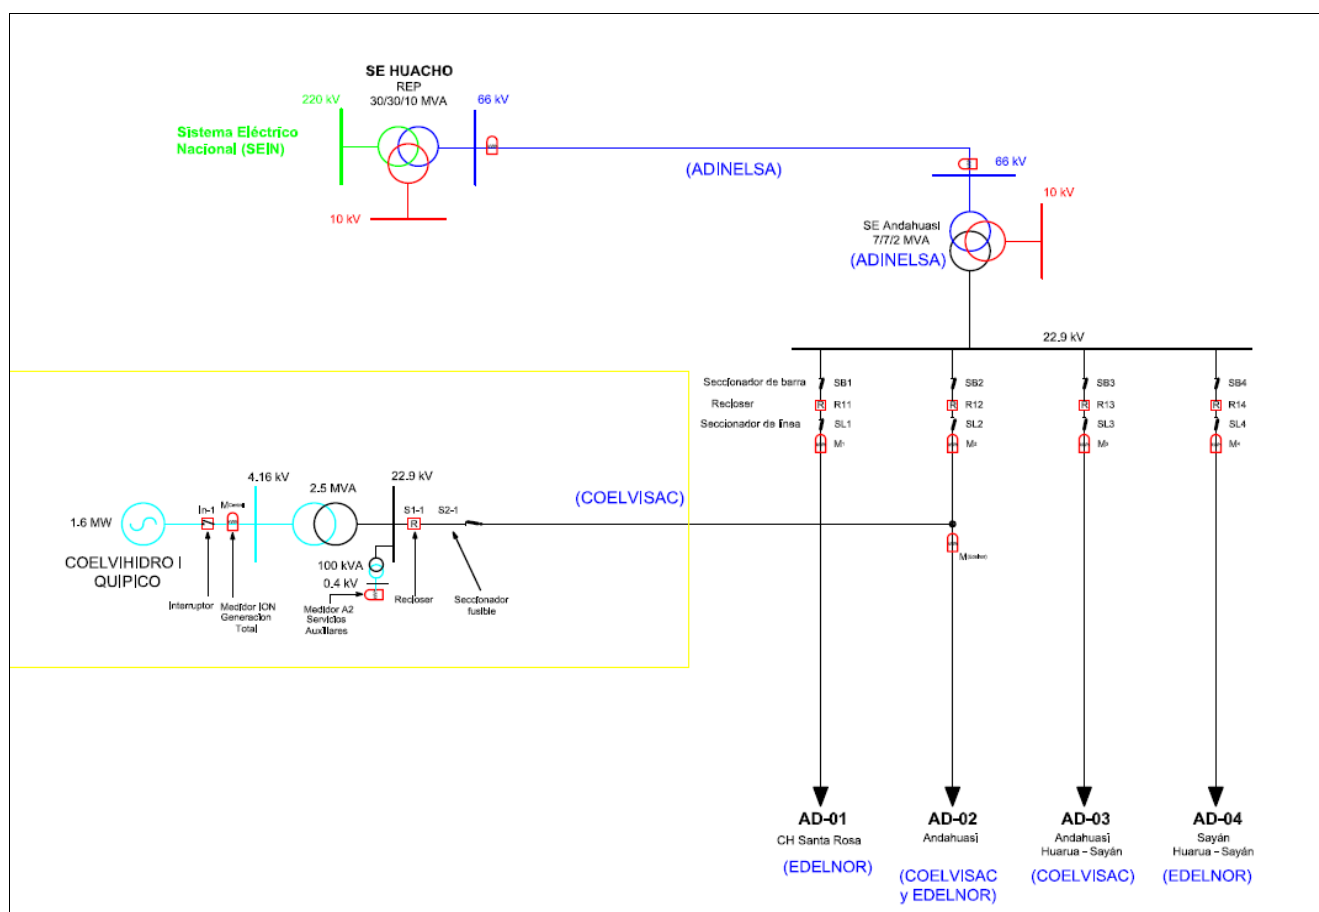 SE HUACHO
REP
30/30/10 MVA
220 kV
66 kV
Sistema Eléctrico
Nacional (SEIN)
10 kV
(ADINELSA)
66 kV
10 kV
SE Andahuasi
7/7/2 MVA
(ADINELSA)
22.9 kV
Seccionador de barra
SB1
SB2
SB3
SB4
Recloser
R R11
R R12
R R13
R R14
Seccionador de línea
SL1
SL2
SL3
SL4
M
M
M
M
4.16 kV
2.5 MVA
22.9 kV
(COELVISAC)
1.6 MW
In-1
M
S1-1
S2-1
R
COELVIHIDRO I
QUIPICO
100 kVA
0.4 kV
M
Interruptor
Medidor ION
Generacion
Total
Medidor A2
Servicios
Auxiliares
Recloser
Seccionador
fusible
AD-01
CH Santa Rosa
(EDELNOR)
AD-02
Andahuasi
(COELVISAC
y EDELNOR)
AD-03
Andahuasi
Huarua - Sayán
(COELVISAC)
AD-04
Sayán
Huarua - Sayán
(EDELNOR)